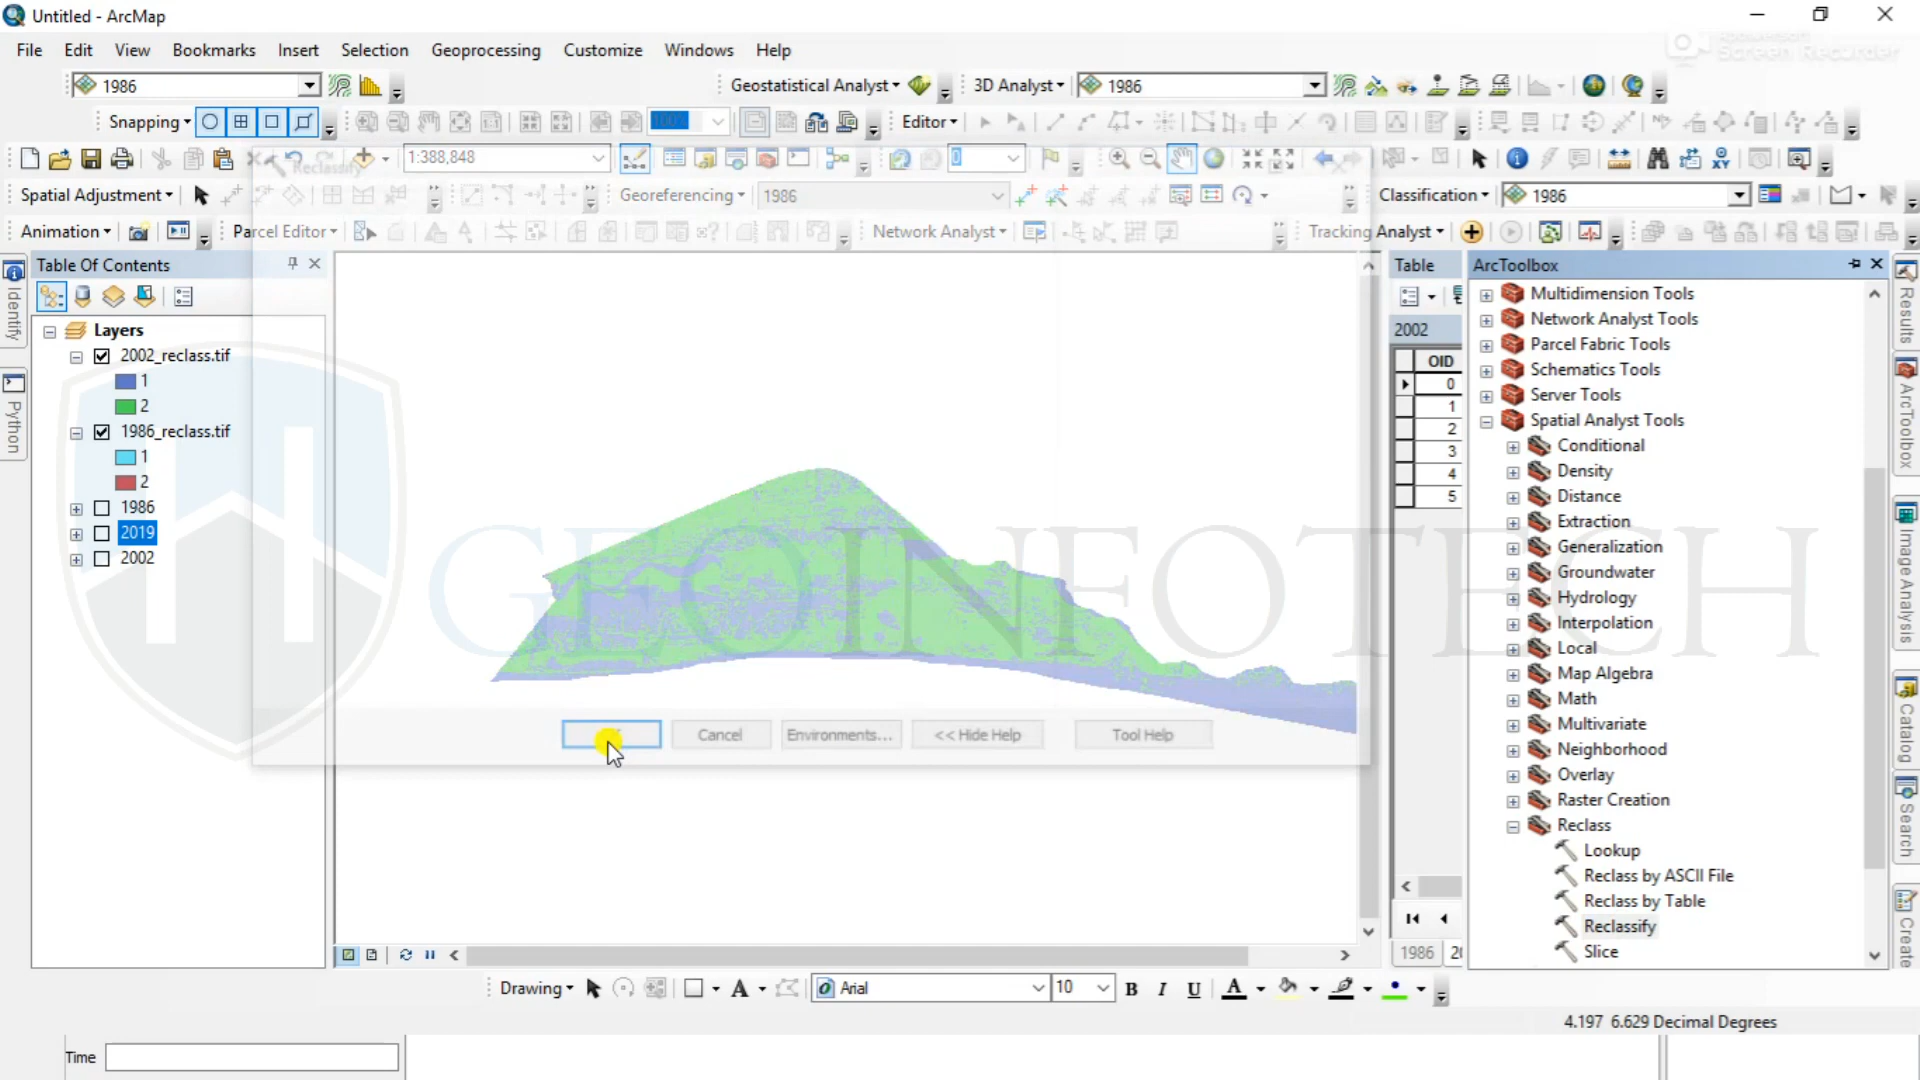 Untitled - ArcMap
File Edit View Bookmarks Insert Selection Geoprocessing Customize Windows Help
Screen Recorder
1986 Geostatistical Analyst 3D Analyst 1986
Snapping Editor
1:388,848
Reclassify
Spatial Adjustment Georeferencing 1986 Classification 1986
Animation Parcel Editor Network Analyst Tracking Analyst
Table Of Contents
Layers
2002_reclass.tif
1
2
1986_reclass.tif
1
2
1986
2019
2002
Identify
Python
GEOINFOTECH
Cancel Environments... << Hide Help Tool Help
Table
2002
OID
0
1
2
3
4
5
1986
ArcToolbox
Multidimension Tools
Network Analyst Tools
Parcel Fabric Tools
Schematics Tools
Server Tools
Spatial Analyst Tools
Conditional
Density
Distance
Extraction
Generalization
Groundwater
Hydrology
Interpolation
Local
Map Algebra
Math
Multivariate
Neighborhood
Overlay
Raster Creation
Reclass
Lookup
Reclass by ASCII File
Reclass by Table
Reclassify
Slice
Results
ArcToolbox
Image Analysis
Catalog
Search
Create
Drawing Arial 10 B I U A
4.197 6.629 Decimal Degrees
Time